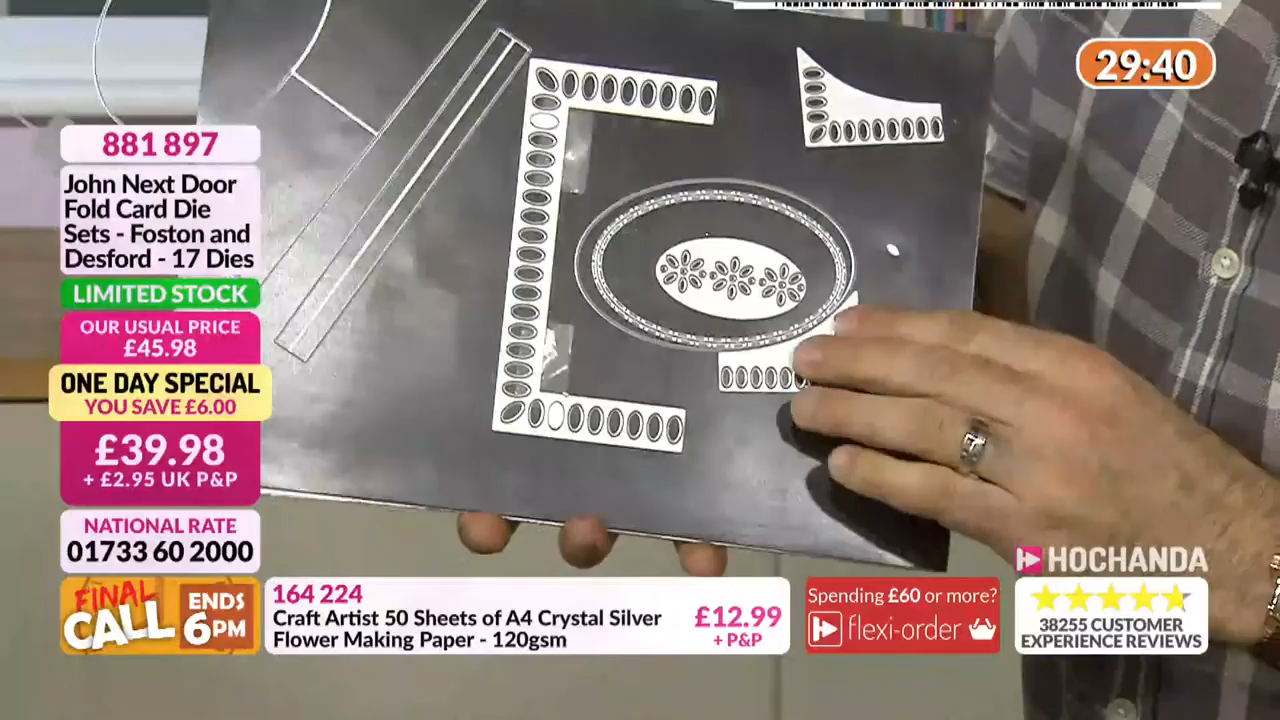 29:40
881 897
John Next Door
Fold Card Die
Sets - Foston and
Desford - 17 Dies
LIMITED STOCK
OUR USUAL PRICE
£45.98
ONE DAY SPECIAL
YOU SAVE £6.00
£39.98
+ £2.95 UK P&P
NATIONAL RATE
01733 60 2000
FINAL
CALL
ENDS
6PM
164 224
Craft Artist 50 Sheets of A4 Crystal Silver
Flower Making Paper - 120gsm
£12.99
+ P&P
Spending £60 or more?
flexi-order
HOCHANDA
38255 CUSTOMER
EXPERIENCE REVIEWS